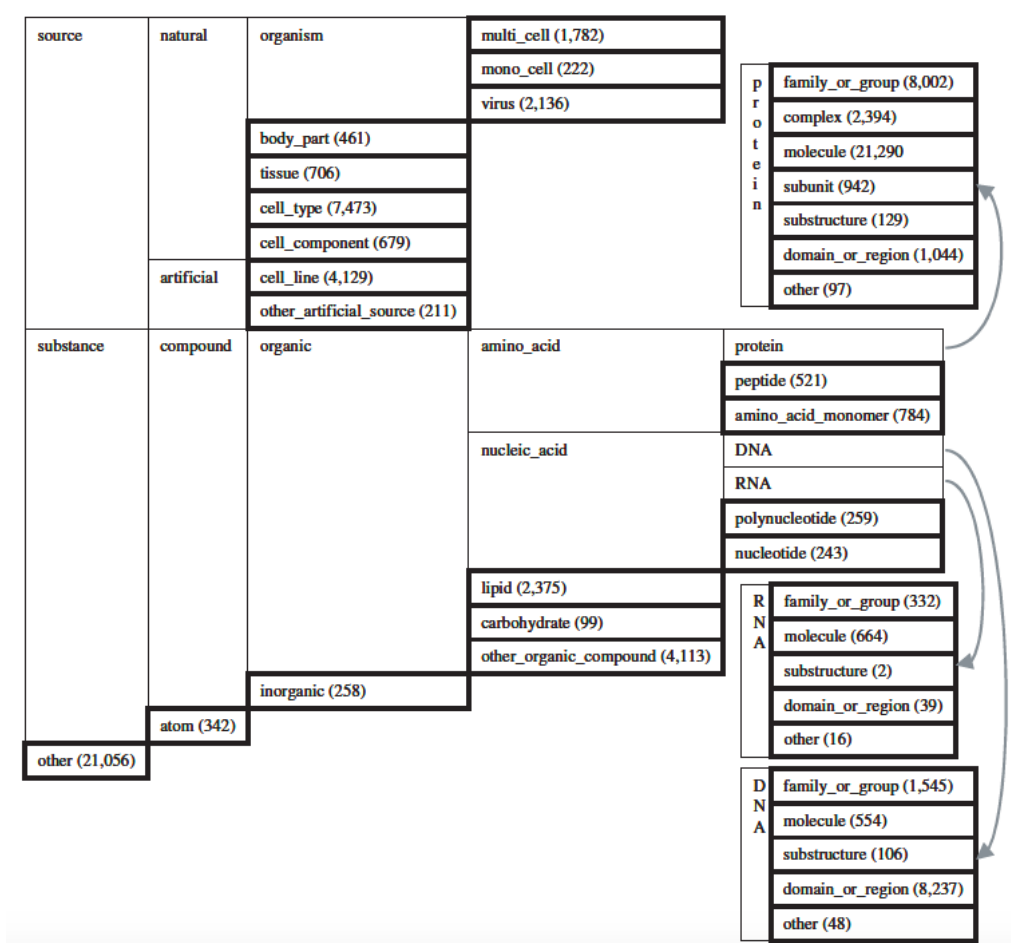 source natural organism multi_cell (1,782)
mono_cell (222)
virus (2,136)
body_part (461)
tissue (706)
cell_type (7,473)
cell_component (679)
artificial cell_line (4,129)
other_artificial_source (211)
protein
family_or_group (8,002)
complex (2,394)
molecule (21,290
subunit (942)
substructure (129)
domain_or_region (1,044)
other (97)
substance compound organic amino_acid protein
peptide (521)
amino_acid_monomer (784)
nucleic_acid DNA
RNA
polynucleotide (259)
nucleotide (243)
lipid (2,375)
carbohydrate (99)
other_organic_compound (4,113)
inorganic (258)
atom (342)
other (21,056)
RNA
family_or_group (332)
molecule (664)
substructure (2)
domain_or_region (39)
other (16)
DNA
family_or_group (1,545)
molecule (554)
substructure (106)
domain_or_region (8,237)
other (48)